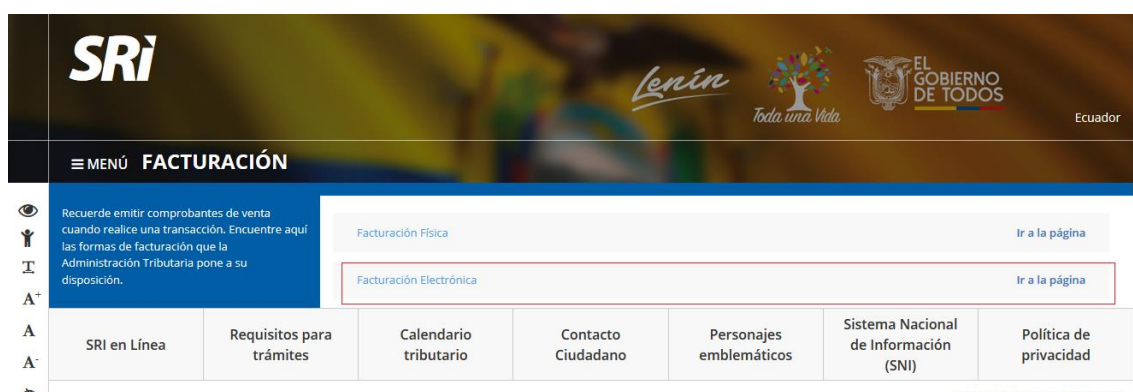 SRi
Lenín
Toda una Vida
EL
GOBIERNO
DE TODOS
Ecuador
MENÚ FACTURACIÓN
Recuerde emitir comprobantes de venta
cuando realice una transacción. Encuentre aquí
las formas de facturación que la
Administración Tributaria pone a su
disposición.
Facturación Física Ir a la página
Facturación Electrónica Ir a la página
T
A+
A
A-
SRI en Línea
Requisitos para
trámites
Calendario
tributario
Contacto
Ciudadano
Personajes
emblemáticos
Sistema Nacional
de Información
(SNI)
Política de
privacidad